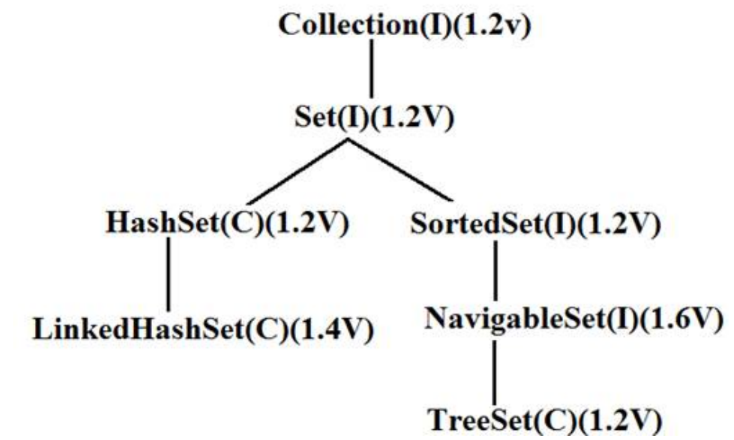 Collection(I)(1.2v)
Set(I)(1.2V)
HashSet(C)(1.2V)
SortedSet(I)(1.2V)
LinkedHashSet(C)(1.4V)
NavigableSet(I)(1.6V)
TreeSet(C)(1.2V)